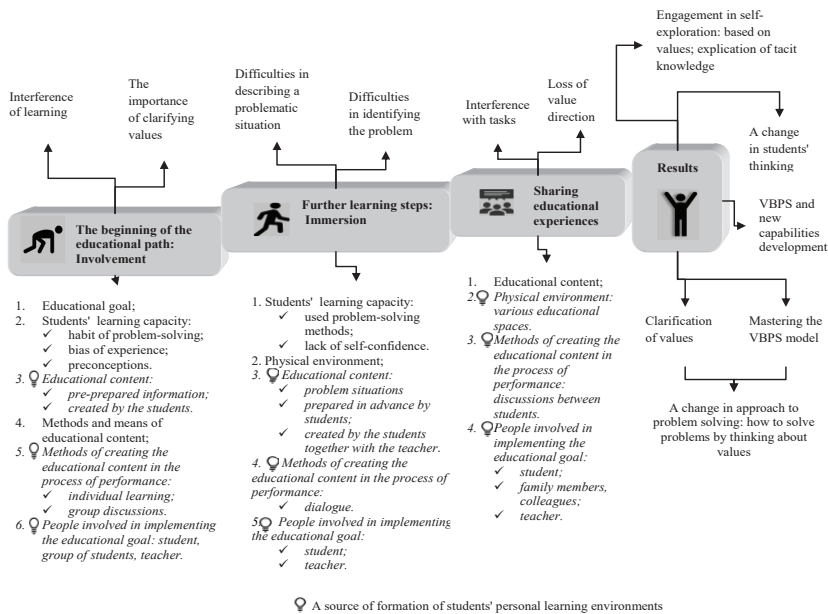 Interference
of learning
The
importance
of clarifying
values
The beginning of the
educational path:
Involvement
1. Educational goal;
2. Students' learning capacity:
✓ habit of problem-solving;
✓ bias of experience;
✓ preconceptions.
3. Educational content:
✓ pre-prepared information;
✓ created by the students.
4. Methods and means of
educational content;
5. Methods of creating the
educational content in the
process of performance:
✓ individual learning;
✓ group discussions.
6. People involved in implementing
the educational goal: student,
group of students, teacher.
Difficulties in
describing a
problematic
situation
Difficulties
in identifying
the problem
Further learning steps:
Immersion
1. Students' learning capacity:
✓ used problem-solving
methods;
✓ lack of self-confidence.
2. Physical environment;
3. Educational content:
✓ problem situations
✓ prepared in advance by
students;
✓ created by the students
together with the teacher.
4. Methods of creating the
educational content in the process of
performance:
✓ dialogue.
5. People involved in implementing
the educational goal:
✓ student;
✓ teacher.
Interference
with tasks
Loss of
value
direction
Sharing
educational
experiences
1. Educational content;
2. Physical environment:
various educational
spaces.
3. Methods of creating the
educational content in
the process of
performance:
discussions between
students.
4. People involved in
implementing the
educational goal:
✓ student;
✓ family members,
colleagues;
✓ teacher.
Engagement in self-
exploration: based on
values; explication of tacit
knowledge
A change
in students'
thinking
Results
VBPS and
new
capabilities
development
Clarification
of values
Mastering the
VBPS model
A change in approach to
problem solving: how to solve
problems by thinking about
values
A source of formation of students' personal learning environments